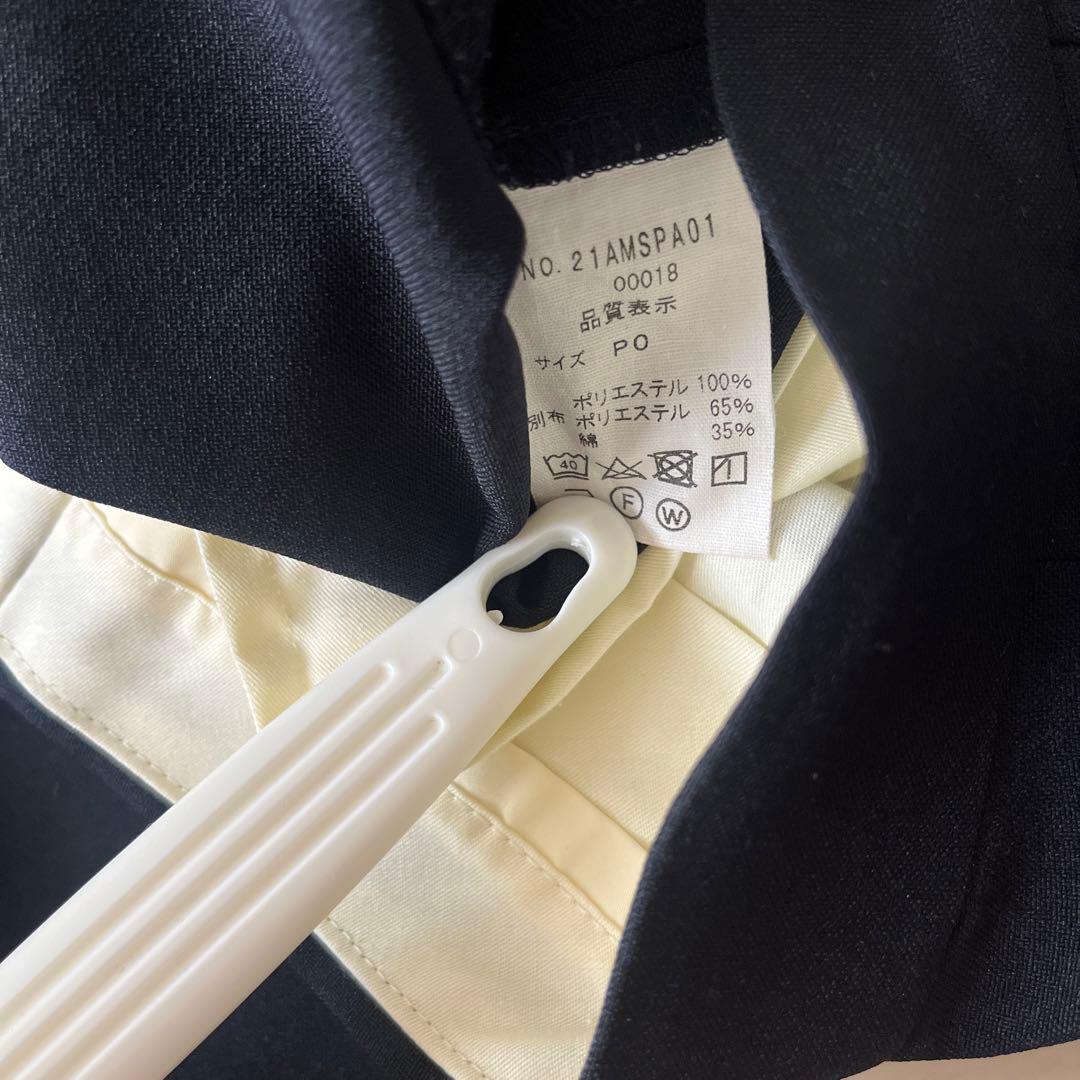 NO. 21AMSPA01
00018
品質表示
サイズ PO
ポリエステル 100%
別布 ポリエステル 65%
綿 35%
40
F
W